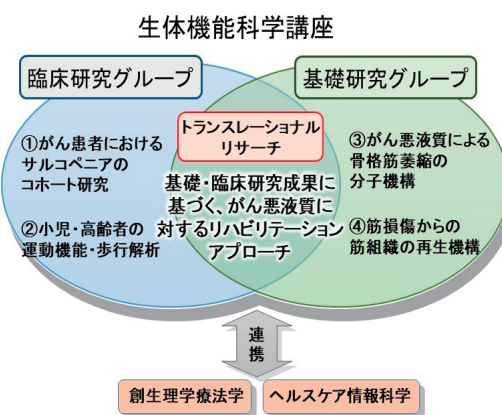 生体機能科学講座
臨床研究グループ
基礎研究グループ
トランスレーショナル
リサーチ
①がん患者における
サルコペニアの
コホート研究
②小児・高齢者の
運動機能・歩行解析
基礎・臨床研究成果に
基づく、がん悪液質に
対するリハビリテーション
アプローチ
③がん悪液質による
骨格筋萎縮の
分子機構
④筋損傷からの
筋組織の再生機構
連
携
創生理学療法学
ヘルスケア情報科学